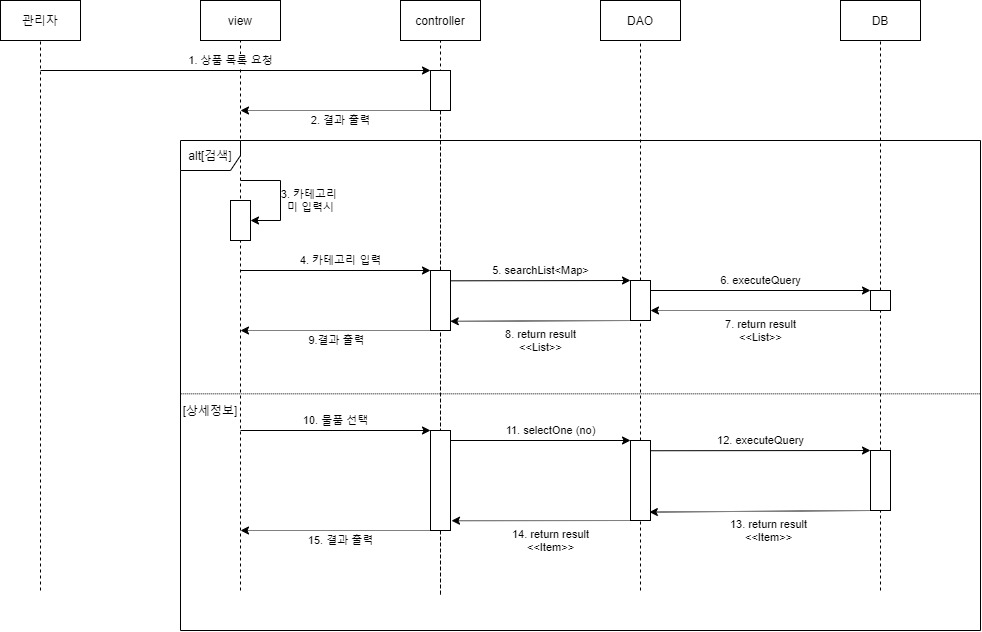 관리자
view
controller
DAO
DB
1. 상품 목록 요청
2. 결과 출력
alt[검색]
3. 카테고리
미 입력시
4. 카테고리 입력
5. searchList<Map>
6. executeQuery
7. return result
<<List>>
8. return result
<<List>>
9.결과 출력
[상세정보]
10. 물품 선택
11. selectOne (no)
12. executeQuery
13. return result
<<Item>>
14. return result
<<Item>>
15. 결과 출력